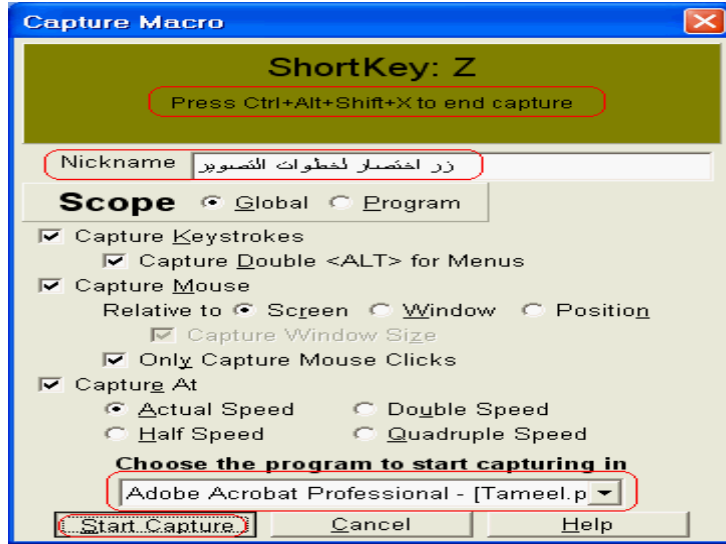 Capture Macro
ShortKey: Z
Press Ctrl+Alt+Shift+X to end capture
Nickname زر اختصار لخطوات التصوير
Scope Global Program
Capture Keystrokes
Capture Double <ALT> for Menus
Capture Mouse
Relative to Screen Window Position
Capture Window Size
Only Capture Mouse Clicks
Capture At
Actual Speed Double Speed
Half Speed Quadruple Speed
Choose the program to start capturing in
Adobe Acrobat Professional - [Tameel.p
Start Capture Cancel Help